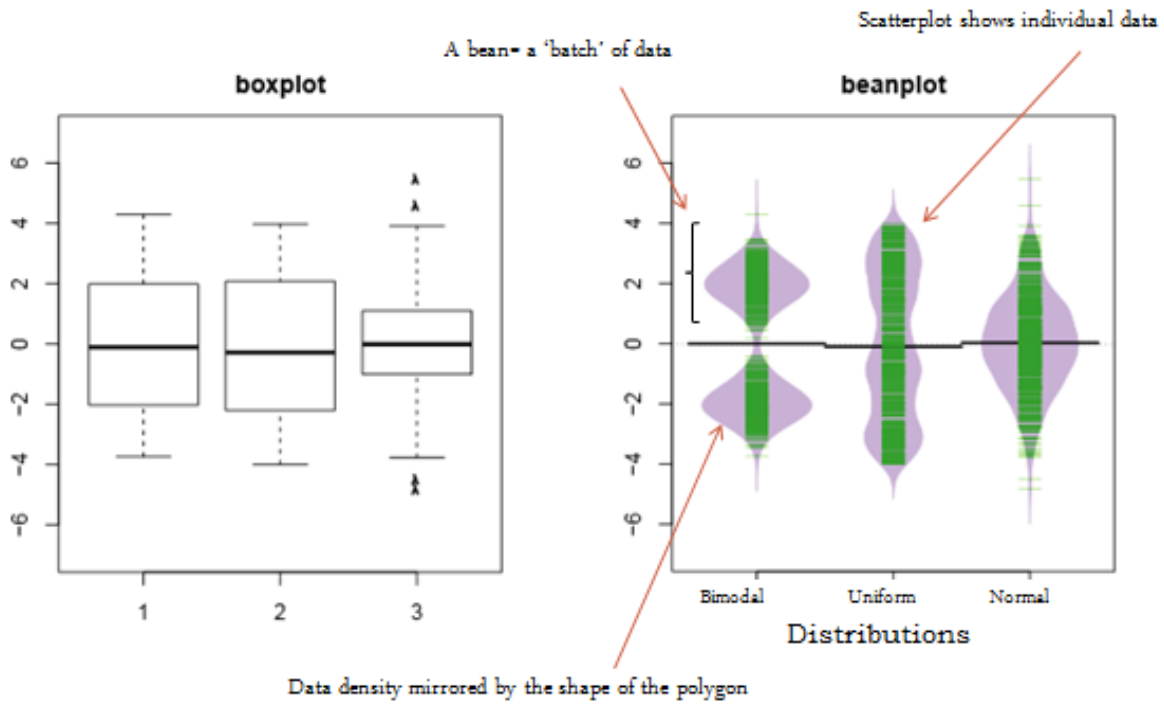 Scatterplot shows individual data
A bean= a ‘batch’ of data
boxplot
beanplot
6
4
2
0
−2
−4
−6
1
2
3
6
4
2
0
−2
−4
−6
Bimodal
Uniform
Normal
Distributions
Data density mirrored by the shape of the polygon